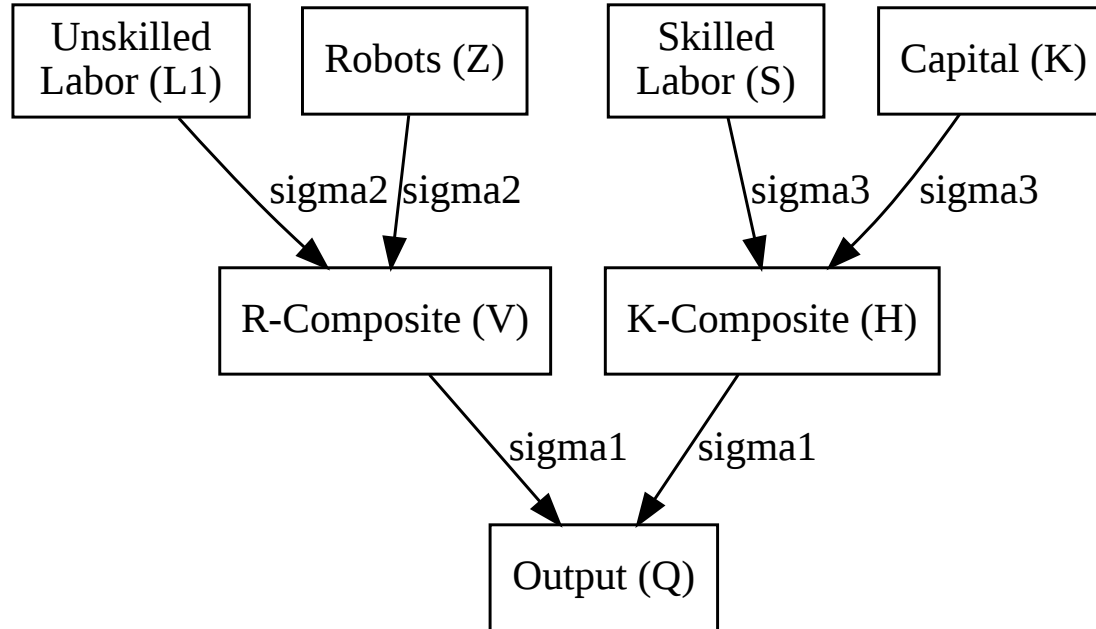 Unskilled
Labor (L1)
Robots (Z)
Skilled
Labor (S)
Capital (K)
sigma2
sigma2
sigma3
sigma3
R-Composite (V)
K-Composite (H)
sigma1
sigma1
Output (Q)